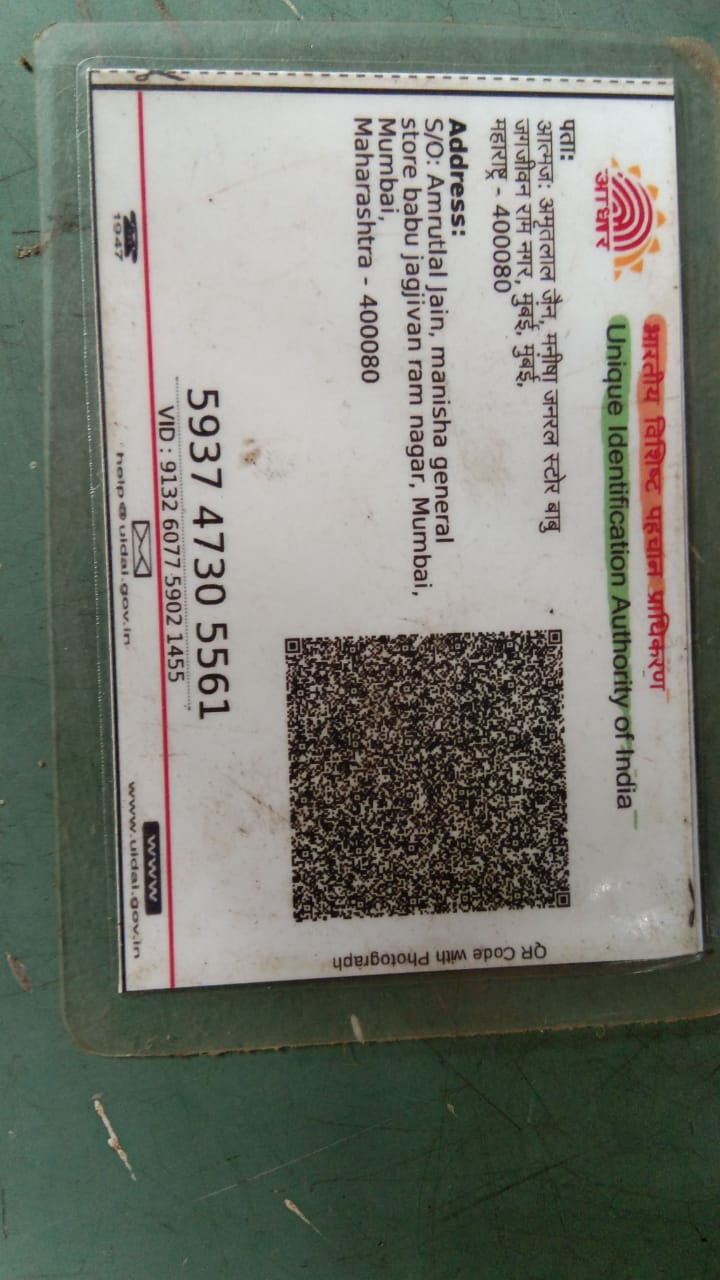 भारतीय विशिष्ट पहचान प्राधिकरण
Unique Identification Authority of India
आधार
पता:
आत्मज: अमृतलाल जैन, मनीषा जनरल स्टोर बाबु
जगजीवन राम नगर, मुंबई, मुंबई,
महाराष्ट्र - 400080
Address:
S/O: Amrutlal Jain, manisha general
store babu jagjivan ram nagar, Mumbai,
Mumbai,
Maharashtra - 400080
QR Code with Photograph
5937 4730 5561
VID : 9132 6077 5902 1455
1947
help@uidai.gov.in
WWW
www.uidai.gov.in